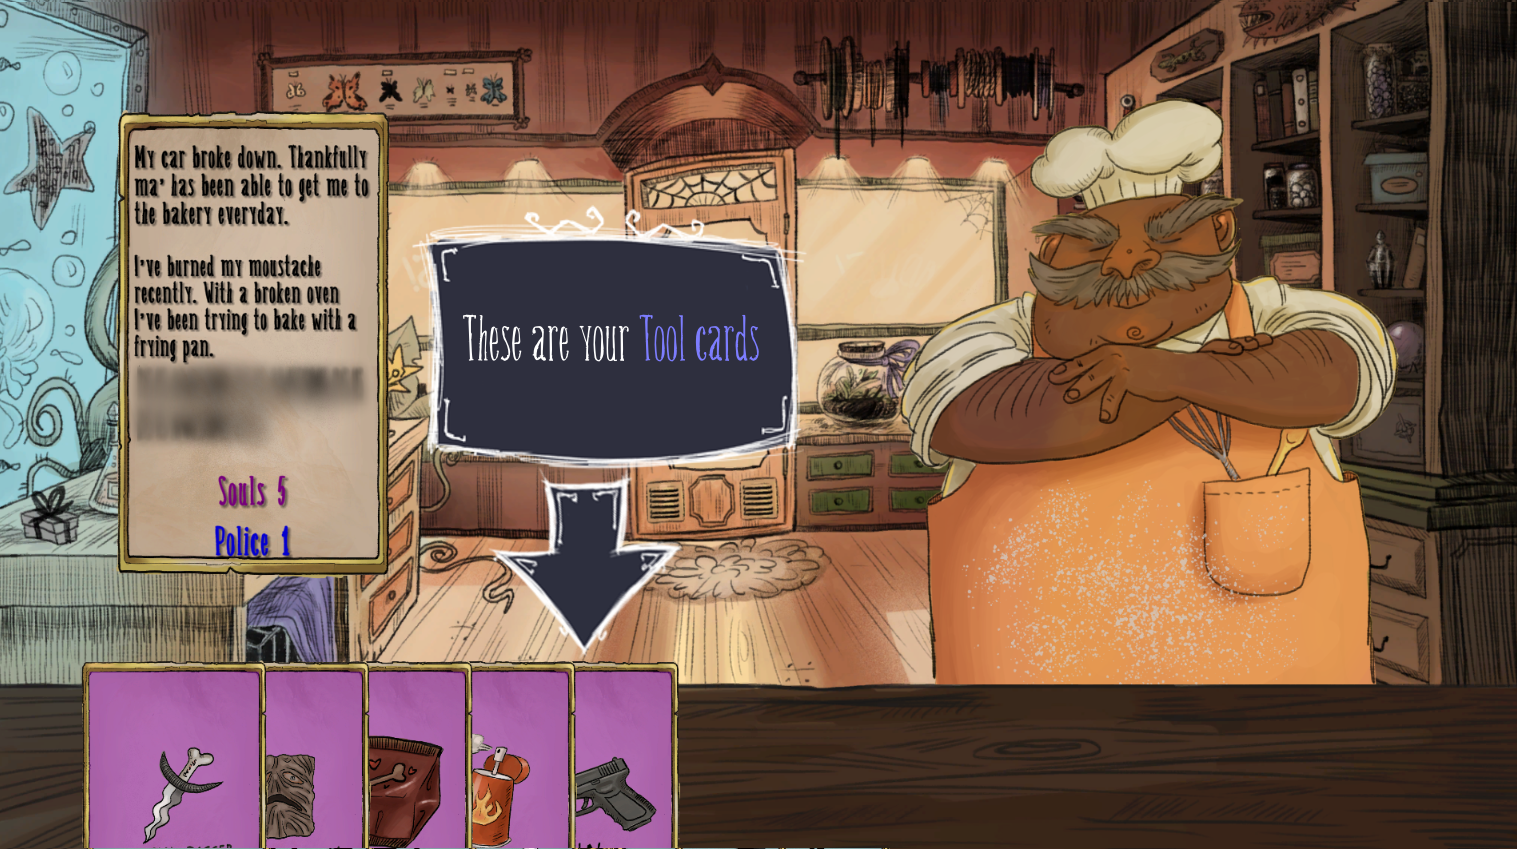 My car broke down. Thankfully
ma' has been able to get me to
the bakery everyday.
I've burned my moustache
recently. With a broken oven
I've been trying to bake with a
frying pan.
Souls 5
Police 1
These are your Tool cards